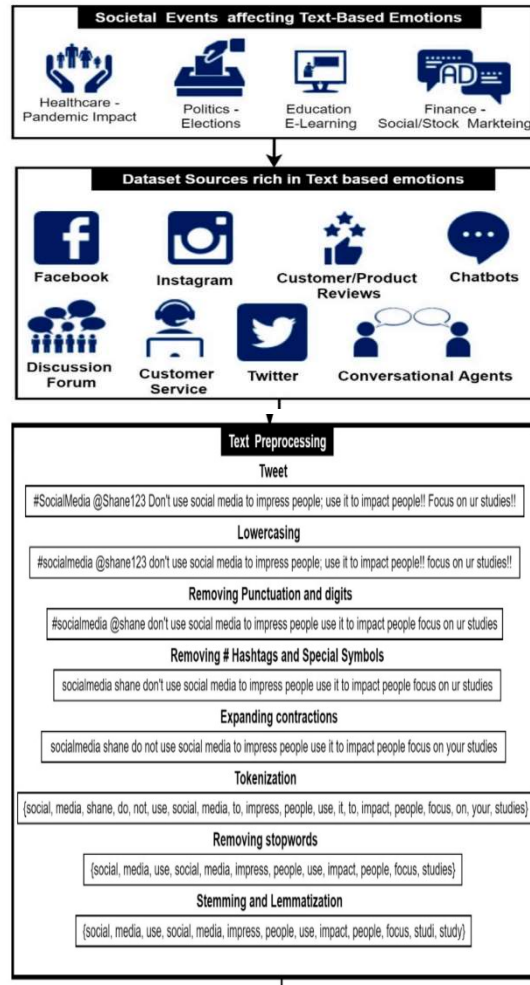 Societal Events affecting Text-Based Emotions
Healthcare -
Pandemic Impact
Politics -
Elections
Education
E-Learning
AD
Finance -
Social/Stock Markteing
Dataset Sources rich in Text based emotions
Facebook
Instagram
Customer/Product
Reviews
Chatbots
Discussion
Forum
Customer
Service
Twitter
Conversational Agents
Text Preprocessing
Tweet
#SocialMedia @Shane123 Don't use social media to impress people; use it to impact people!! Focus on ur studies!!
Lowercasing
#socialmedia @shane123 don't use social media to impress people; use it to impact people!! focus on ur studies!!
Removing Punctuation and digits
#socialmedia @shane don't use social media to impress people use it to impact people focus on ur studies
Removing # Hashtags and Special Symbols
socialmedia shane don't use social media to impress people use it to impact people focus on ur studies
Expanding contractions
socialmedia shane do not use social media to impress people use it to impact people focus on your studies
Tokenization
{social, media, shane, do, not, use, social, media, to, impress, people, use, it, to, impact, people, focus, on, your, studies}
Removing stopwords
{social, media, use, social, media, impress, people, use, impact, people, focus, studies}
Stemming and Lemmatization
{social, media, use, social, media, impress, people, use, impact, people, focus, studi, study}